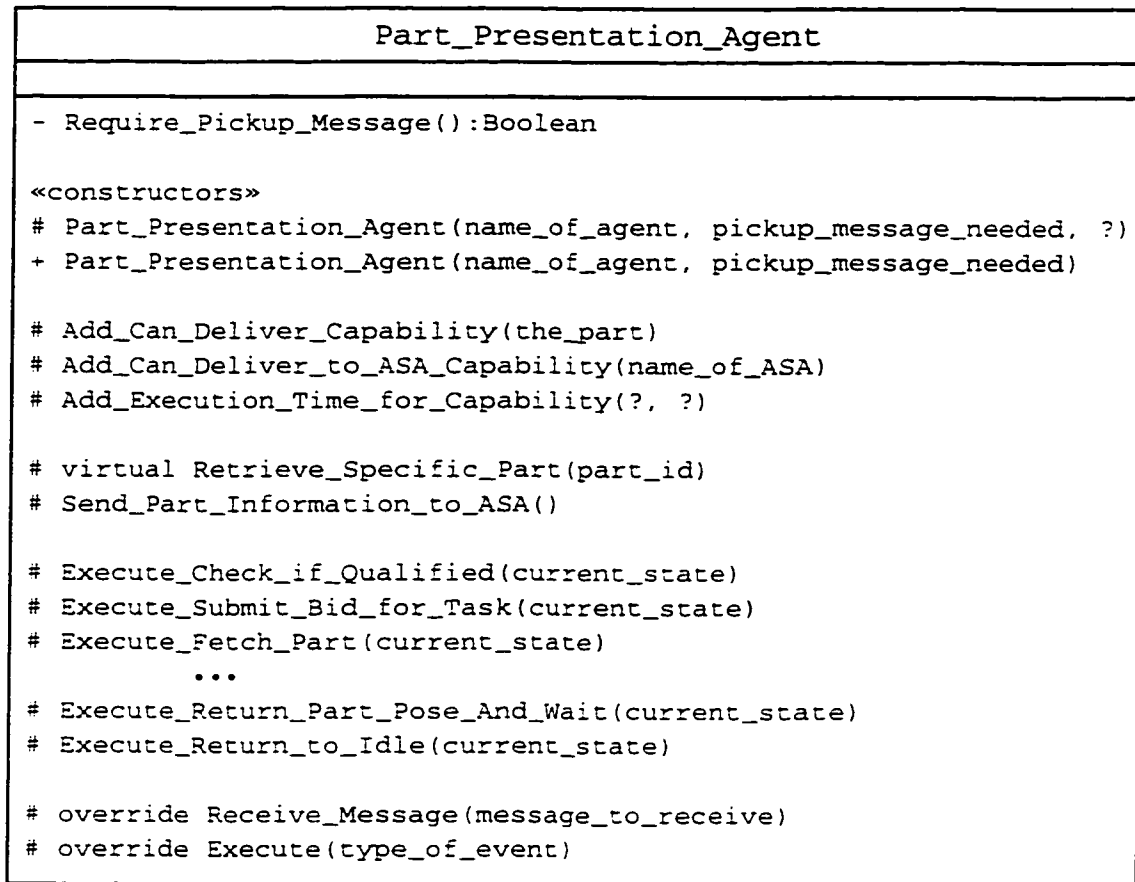 Part_Presentation_Agent
- Require_Pickup_Message():Boolean
«constructors»
# Part_Presentation_Agent(name_of_agent, pickup_message_needed, ?)
+ Part_Presentation_Agent(name_of_agent, pickup_message_needed)
# Add_Can_Deliver_Capability(the_part)
# Add_Can_Deliver_to_ASA_Capability(name_of_ASA)
# Add_Execution_Time_for_Capability(?, ?)
# virtual Retrieve_Specific_Part(part_id)
# Send_Part_Information_to_ASA()
# Execute_Check_if_Qualified(current_state)
# Execute_Submit_Bid_for_Task(current_state)
# Execute_Fetch_Part(current_state)
•••
# Execute_Return_Part_Pose_And_Wait(current_state)
# Execute_Return_to_Idle(current_state)
# override Receive_Message(message_to_receive)
# override Execute(type_of_event)